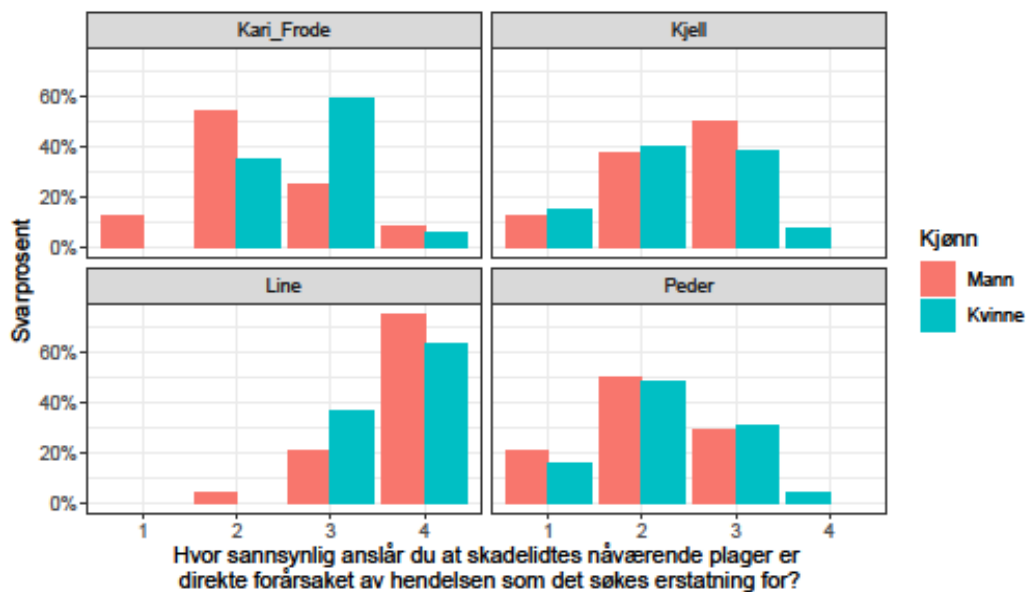 Kari_Frode
Kjell
60%
40%
20%
0%
Line
Peder
60%
40%
20%
0%
1 2 3 4
1 2 3 4
Svarprosent
Hvor sannsynlig anslår du at skadelidtes nåværende plager er
direkte forårsaket av hendelsen som det søkes erstatning for?
Kjønn
Mann
Kvinne